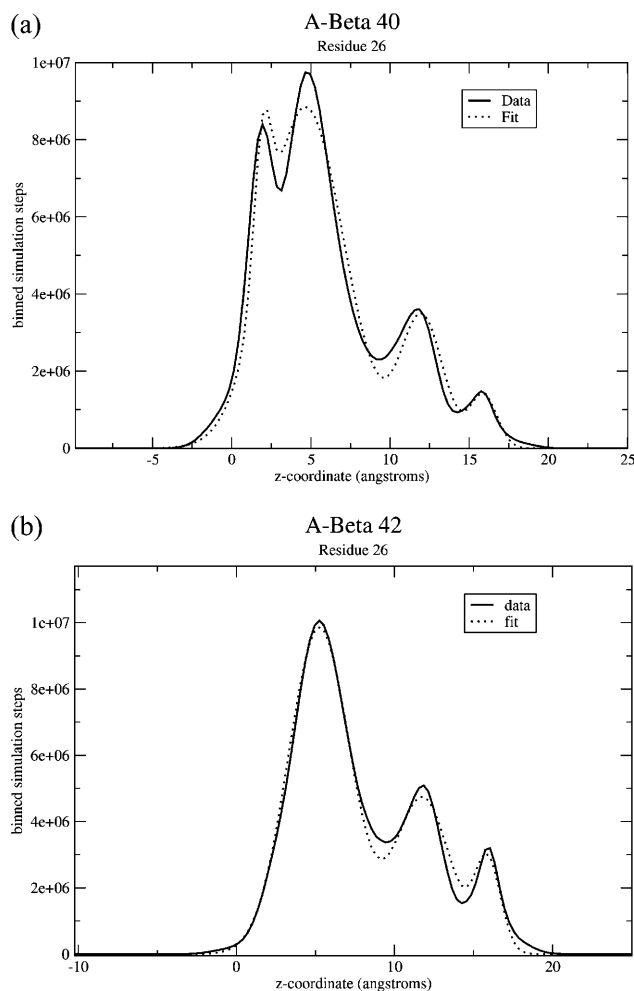 (a)
A-Beta 40
Residue 26
1e+07
8e+06
6e+06
4e+06
2e+06
0
binned simulation steps
Data
Fit
-5
0
5
10
15
20
25
z-coordinate (angstroms)
(b)
A-Beta 42
Residue 26
1e+07
8e+06
6e+06
4e+06
2e+06
0
binned simulation steps
data
fit
-10
0
10
20
z-coordinate (angstroms)